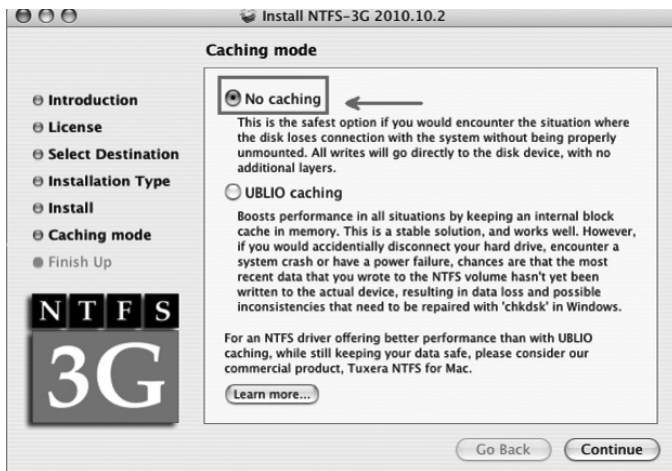 Install NTFS-3G 2010.10.2
Caching mode
Introduction
License
Select Destination
Installation Type
Install
Caching mode
Finish Up
NTFS
3G
No caching
This is the safest option if you would encounter the situation where
the disk loses connection with the system without being properly
unmounted. All writes will go directly to the disk device, with no
additional layers.
UBLIO caching
Boosts performance in all situations by keeping an internal block
cache in memory. This is a stable solution, and works well. However,
if you would accidentially disconnect your hard drive, encounter a
system crash or have a power failure, chances are that the most
recent data that you wrote to the NTFS volume hasn't yet been
written to the actual device, resulting in data loss and possible
inconsistencies that need to be repaired with 'chkdsk' in Windows.
For an NTFS driver offering better performance than with UBLIO
caching, while still keeping your data safe, please consider our
commercial product, Tuxera NTFS for Mac.
Learn more...
Go Back
Continue